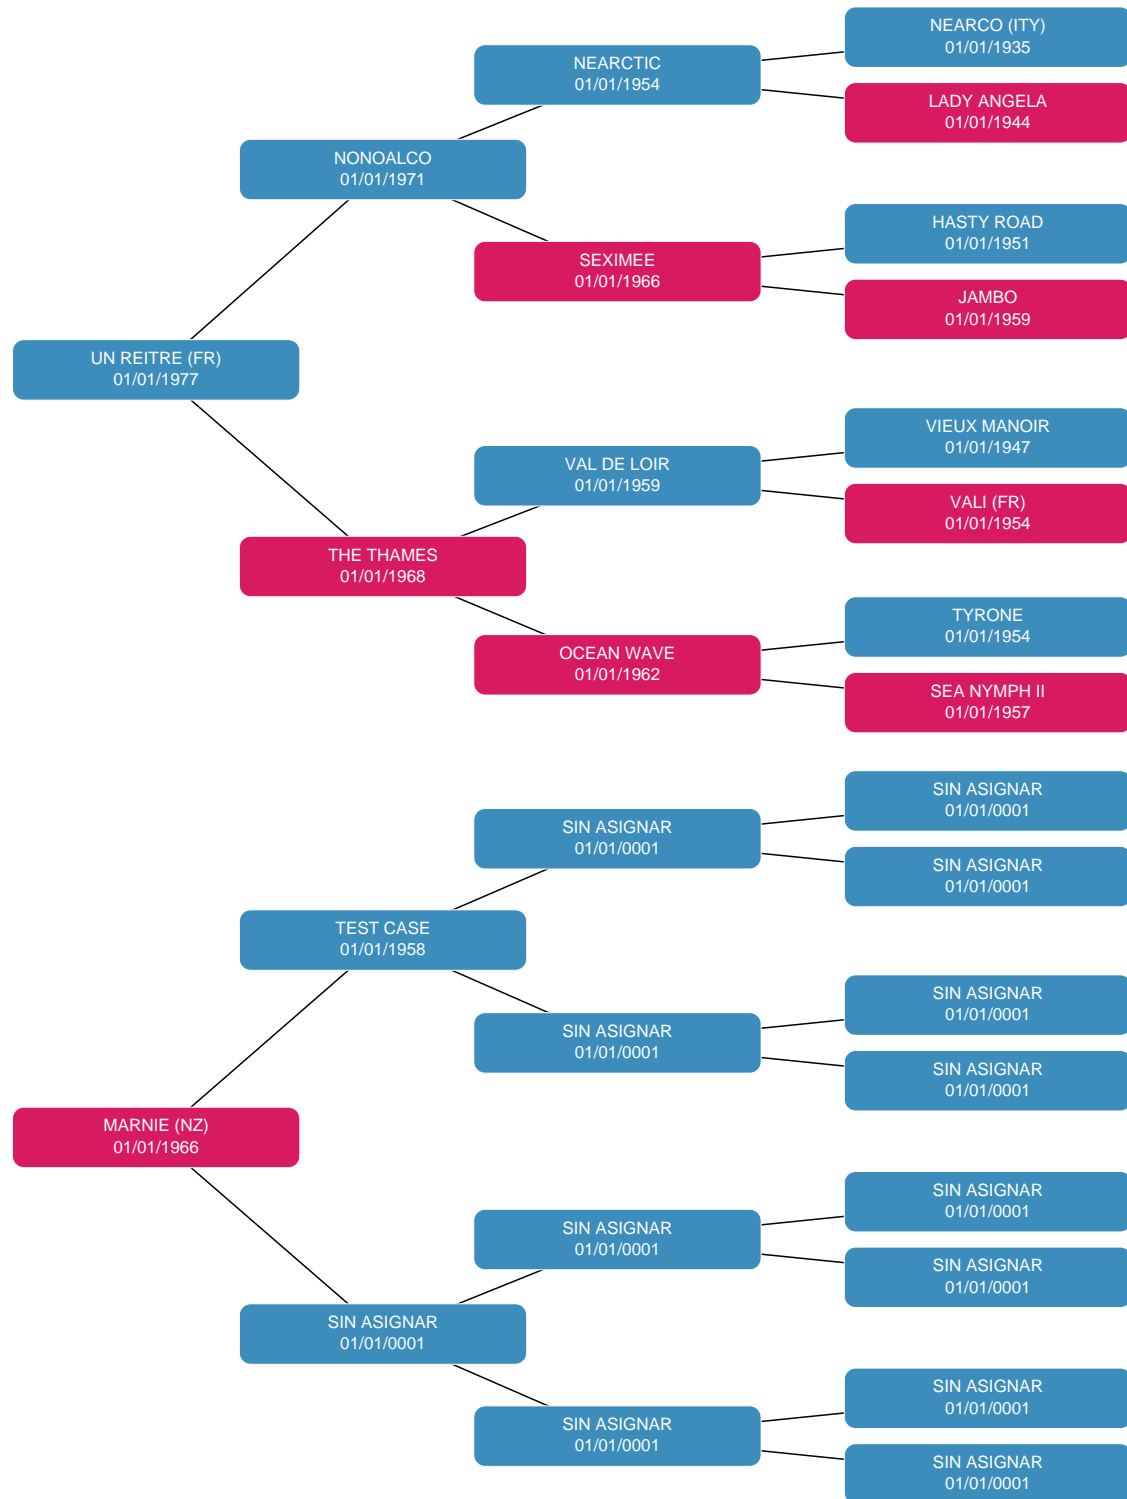 NEARCO (ITY)
01/01/1935
NEARCTIC
01/01/1954
LADY ANGELA
01/01/1944
NONOALCO
01/01/1971
HASTY ROAD
01/01/1951
SEXIMEE
01/01/1966
JAMBO
01/01/1959
UN REITRE (FR)
01/01/1977
VIEUX MANOIR
01/01/1947
VAL DE LOIR
01/01/1959
VALI (FR)
01/01/1954
THE THAMES
01/01/1968
TYRONE
01/01/1954
OCEAN WAVE
01/01/1962
SEA NYMPH II
01/01/1957
SIN ASIGNAR
01/01/0001
SIN ASIGNAR
01/01/0001
SIN ASIGNAR
01/01/0001
TEST CASE
01/01/1958
SIN ASIGNAR
01/01/0001
SIN ASIGNAR
01/01/0001
SIN ASIGNAR
01/01/0001
MARNIE (NZ)
01/01/1966
SIN ASIGNAR
01/01/0001
SIN ASIGNAR
01/01/0001
SIN ASIGNAR
01/01/0001
SIN ASIGNAR
01/01/0001
SIN ASIGNAR
01/01/0001
SIN ASIGNAR
01/01/0001
SIN ASIGNAR
01/01/0001